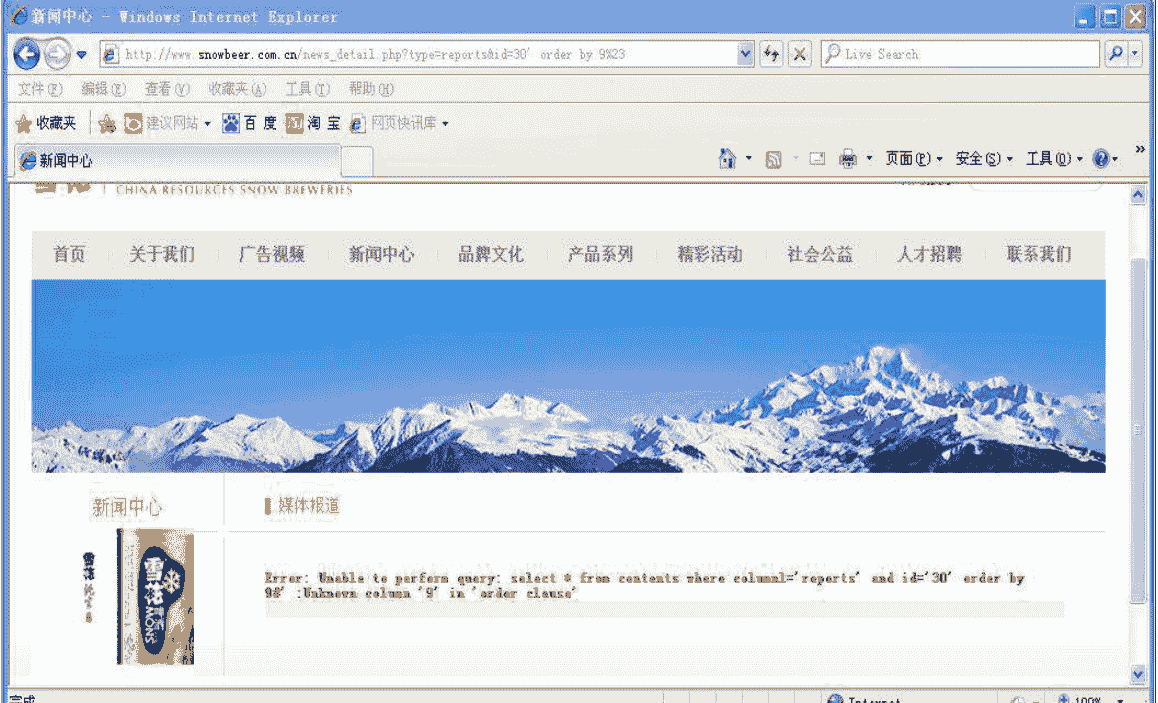 新闻中心 - Windows Internet Explorer
http://www.snowbeer.com.cn/news_detail.php?type=reports&id=30' order by 9%23
Live Search
文件(F) 编辑(E) 查看(V) 收藏夹(A) 工具(T) 帮助(H)
收藏夹 建议网站 百 度 淘 宝 网页快讯库
新闻中心 页面(P) 安全(S) 工具(O)
CHINA RESOURCES SNOW BREWERIES
首页 关于我们 广告视频 新闻中心 品牌文化 产品系列 精彩活动 社会公益 人才招聘 联系我们
新闻中心
媒体报道
雪花
Error: Unable to perform query: select * from contents where column1='reports' and id='30' order by
9#' :Unknown column '9' in 'order clause'
完成 Internet 100%